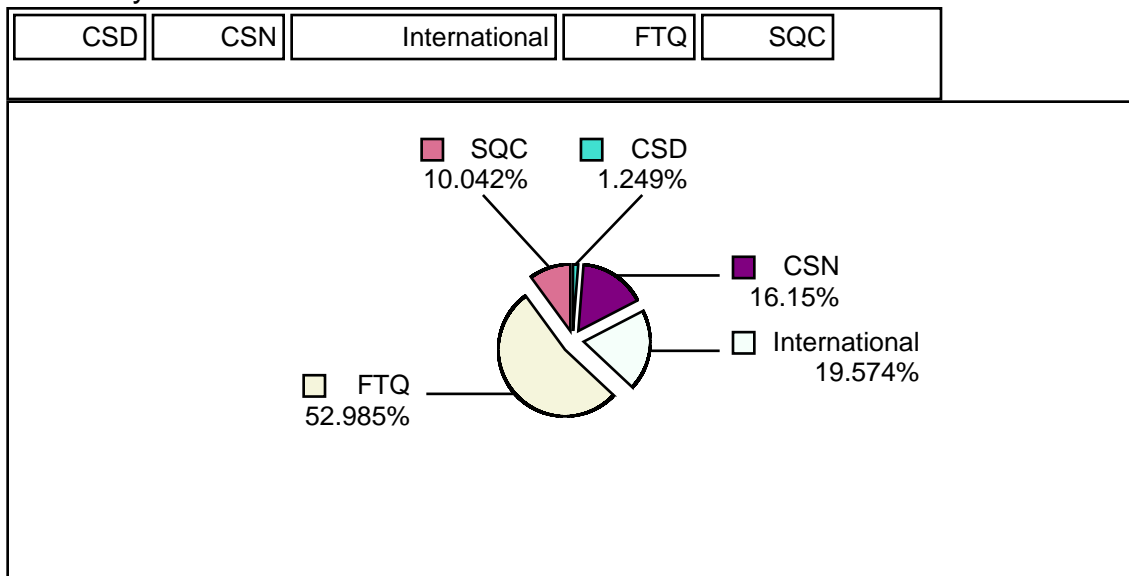 CSD CSN International FTQ SQC
SQC CSD
10.042% 1.249%
CSN
16.15%
International
19.574%
FTQ
52.985%